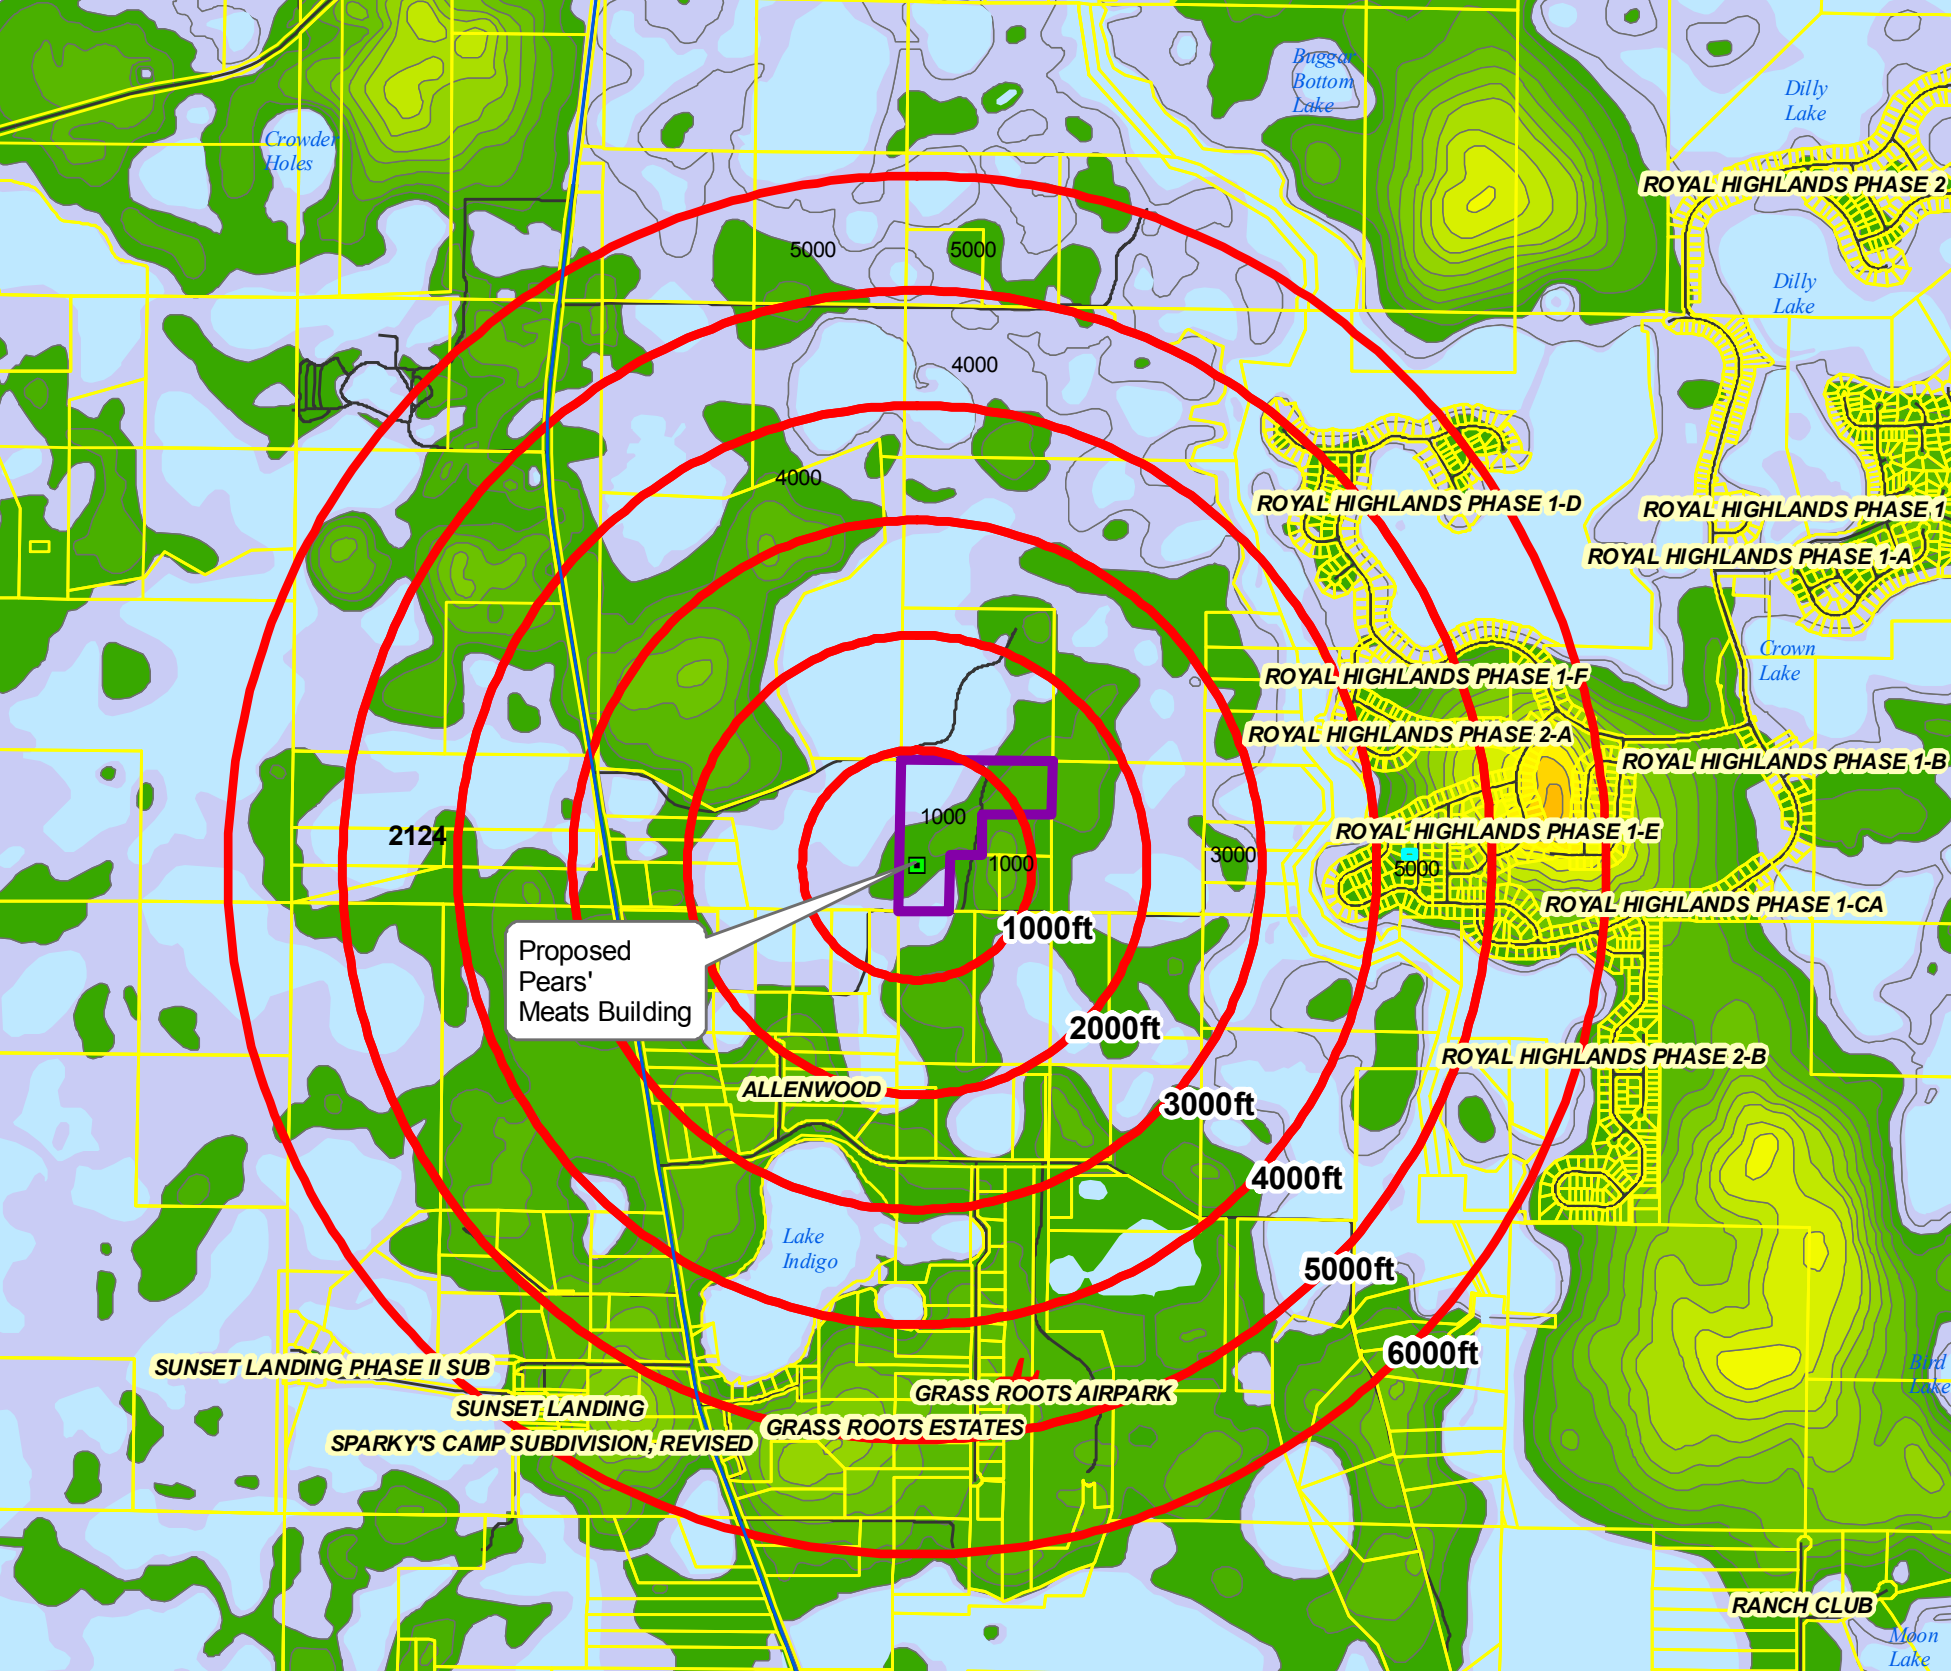 Buggar
Bottom
Lake
Dilly
Lake
Crowder
Holes
ROYAL HIGHLANDS PHASE 2
5000
5000
Dilly
Lake
4000
4000
ROYAL HIGHLANDS PHASE 1-D
ROYAL HIGHLANDS PHASE 1
ROYAL HIGHLANDS PHASE 1-A
Crown
Lake
ROYAL HIGHLANDS PHASE 1-F
ROYAL HIGHLANDS PHASE 2-A
ROYAL HIGHLANDS PHASE 1-B
1000
2124
ROYAL HIGHLANDS PHASE 1-E
1000
3000
5000
ROYAL HIGHLANDS PHASE 1-CA
1000ft
Proposed
Pears'
Meats Building
2000ft
ROYAL HIGHLANDS PHASE 2-B
ALLENWOOD
3000ft
4000ft
Lake
Indigo
5000ft
6000ft
SUNSET LANDING PHASE II SUB
Bird
Lake
GRASS ROOTS AIRPARK
SUNSET LANDING
GRASS ROOTS ESTATES
SPARKY'S CAMP SUBDIVISION, REVISED
RANCH CLUB
Moon
Lake